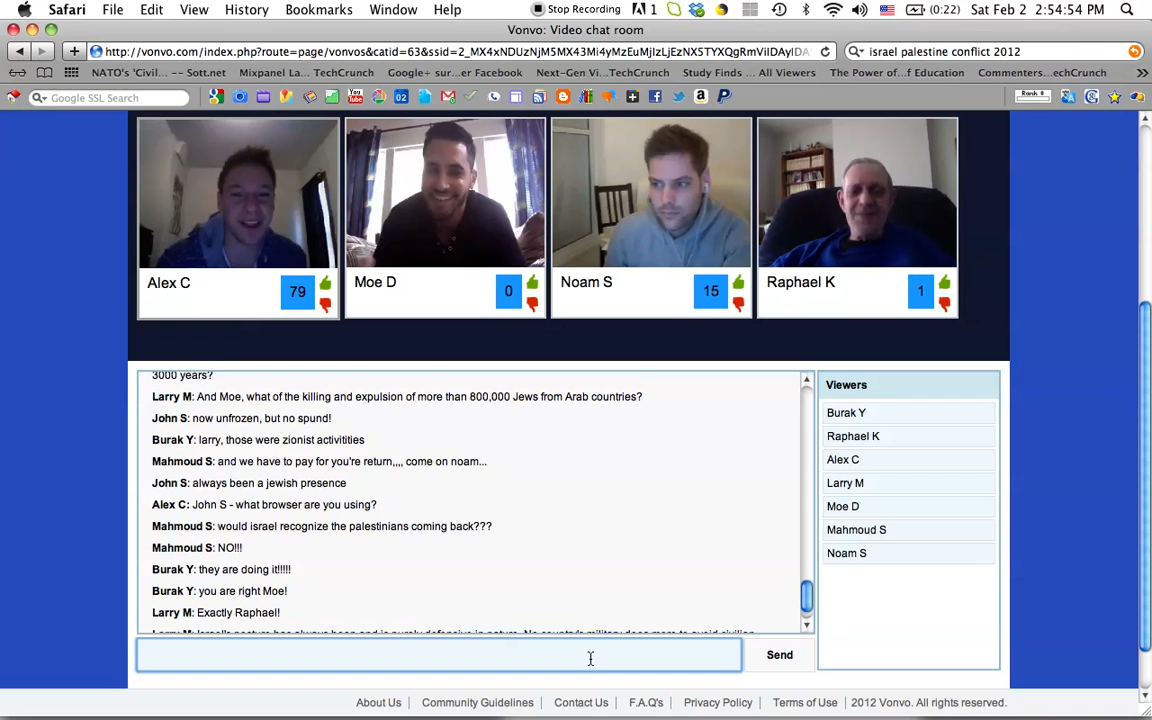 Safari File Edit View History Bookmarks Window Help Stop Recording 1 (0:22) Sat Feb 2 2:54:54 PM
Vonvo: Video chat room
israel palestine conflict 2012
NATO's 'Civil... -- Sott.net Mixpanel La... TechCrunch Google+ sur...er Facebook Next-Gen Vi...TechCrunch Study Finds ... All Viewers The Power of...f Education Commenters...echCrunch
Google SSL Search
Alex C 79
Moe D 0
Noam S 15
Raphael K 1
3000 years?
Larry M: And Moe, what of the killing and expulsion of more than 800,000 Jews from Arab countries?
John S: now unfrozen, but no spund!
Burak Y: larry, those were zionist activitities
Mahmoud S: and we have to pay for you're return,,,, come on noam...
John S: always been a jewish presence
Alex C: John S - what browser are you using?
Mahmoud S: would israel recognize the palestinians coming back???
Mahmoud S: NO!!!
Burak Y: they are doing it!!!!!
Burak Y: you are right Moe!
Larry M: Exactly Raphael!
Send
Viewers
Burak Y
Raphael K
Alex C
Larry M
Moe D
Mahmoud S
Noam S
About Us Community Guidelines Contact Us F.A.Q's Privacy Policy Terms of Use 2012 Vonvo. All rights reserved.